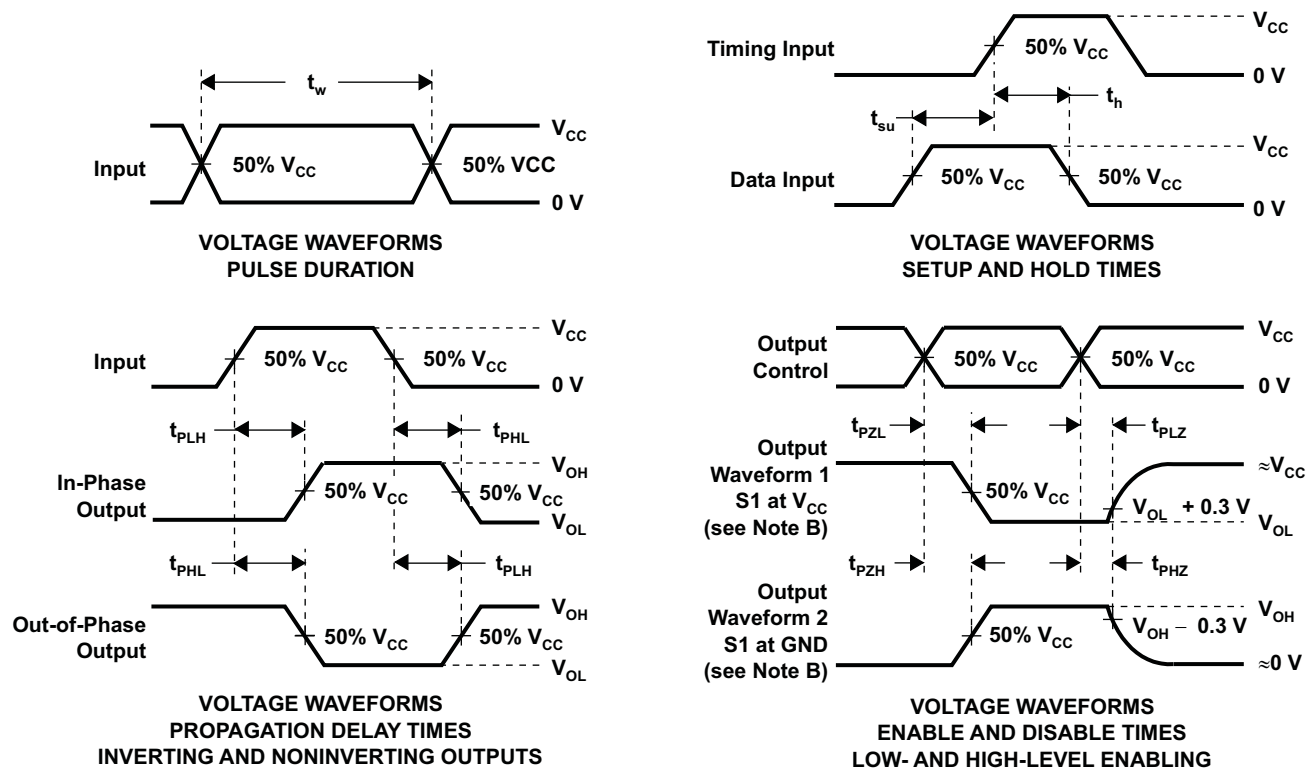 t_w
Input
50% V_CC
50% VCC
V_CC
0 V
VOLTAGE WAVEFORMS
PULSE DURATION
Timing Input
50% V_CC
V_CC
0 V
t_h
t_su
Data Input
50% V_CC
50% V_CC
V_CC
0 V
VOLTAGE WAVEFORMS
SETUP AND HOLD TIMES
Input
50% V_CC
50% V_CC
V_CC
0 V
t_PLH
t_PHL
In-Phase
Output
50% V_CC
50% V_CC
V_OH
V_OL
t_PHL
t_PLH
Out-of-Phase
Output
50% V_CC
50% V_CC
V_OH
V_OL
VOLTAGE WAVEFORMS
PROPAGATION DELAY TIMES
INVERTING AND NONINVERTING OUTPUTS
Output
Control
50% V_CC
50% V_CC
V_CC
0 V
t_PZL
t_PLZ
Output
Waveform 1
S1 at V_CC
(see Note B)
50% V_CC
V_OL + 0.3 V
≈V_CC
V_OL
t_PZH
t_PHZ
Output
Waveform 2
S1 at GND
(see Note B)
50% V_CC
V_OH – 0.3 V
V_OH
≈0 V
VOLTAGE WAVEFORMS
ENABLE AND DISABLE TIMES
LOW- AND HIGH-LEVEL ENABLING